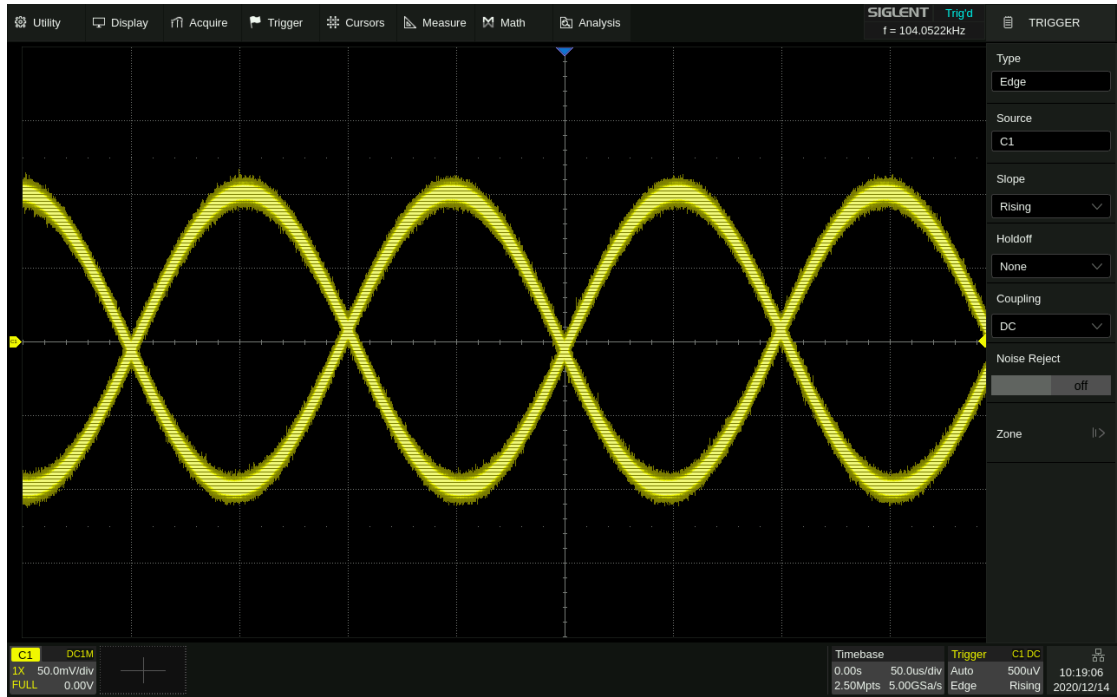 Utility Display Acquire Trigger Cursors Measure Math Analysis
SIGLENT Trig'd
f = 104.0522kHz
TRIGGER
Type
Edge
Source
C1
Slope
Rising
Holdoff
None
Coupling
DC
Noise Reject
off
Zone
C1 DC1M
1X 50.0mV/div
FULL 0.00V
Timebase
0.00s 50.0us/div
2.50Mpts 5.00GSa/s
Trigger C1 DC
Auto 500uV
Edge Rising
10:19:06
2020/12/14